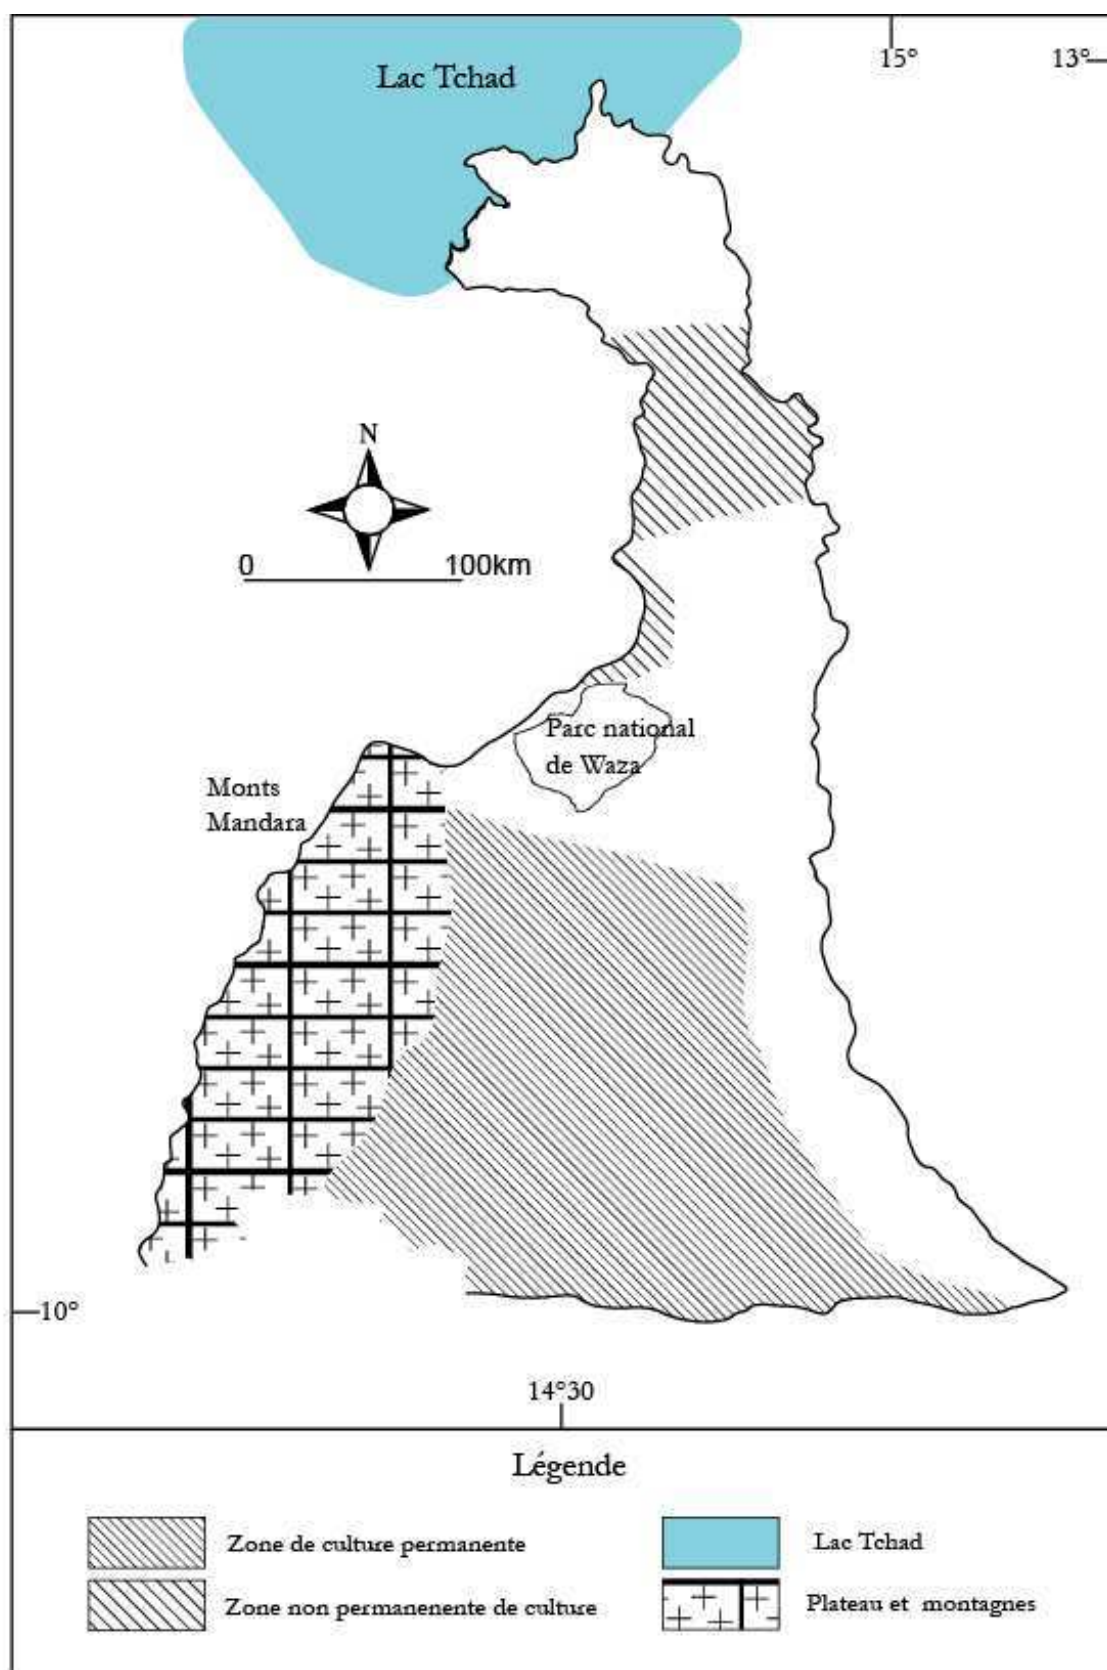 Lac Tchad
15°
13°
N
0
100km
Parc national
de Waza
Monts
Mandara
10°
14°30
Légende
Zone de culture permanente
Lac Tchad
Zone non permanenente de culture
Plateau et montagnes